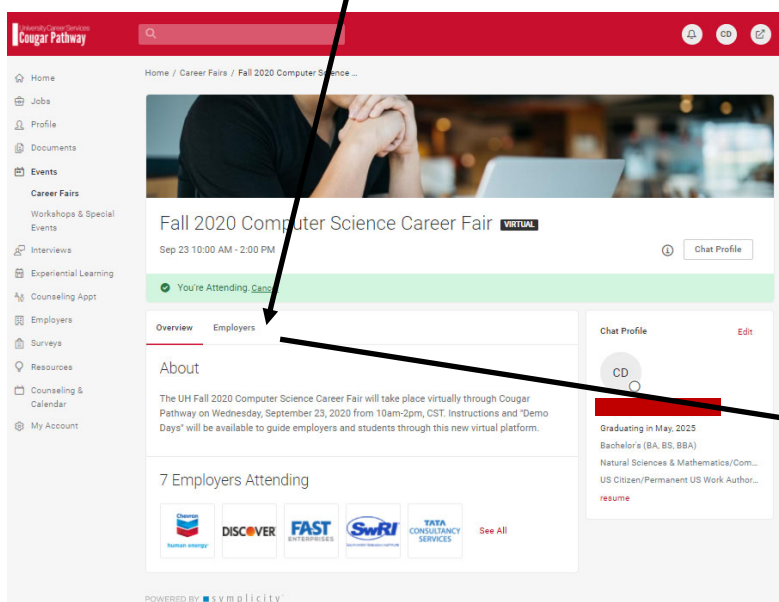 University Career Services
Cougar Pathway
CD
Home
Jobs
Profile
Documents
Events
Career Fairs
Workshops & Special
Events
Interviews
Experiential Learning
Counseling Appt
Employers
Surveys
Resources
Counseling &
Calendar
My Account
Home / Career Fairs / Fall 2020 Computer Science ...
Fall 2020 Computer Science Career Fair VIRTUAL
Sep 23 10:00 AM - 2:00 PM
Chat Profile
You're Attending. Cancel
Overview Employers
About
The UH Fall 2020 Computer Science Career Fair will take place virtually through Cougar
Pathway on Wednesday, September 23, 2020 from 10am-2pm, CST. Instructions and "Demo
Days" will be available to guide employers and students through this new virtual platform.
7 Employers Attending
Chevron
human energy
DISCOVER
FAST
ENTERPRISES
SwRI
TATA
CONSULTANCY
SERVICES
See All
Chat Profile Edit
CD
Graduating in May, 2025
Bachelor's (BA, BS, BBA)
Natural Sciences & Mathematics/Com...
US Citizen/Permanent US Work Author...
resume
POWERED BY symplicity